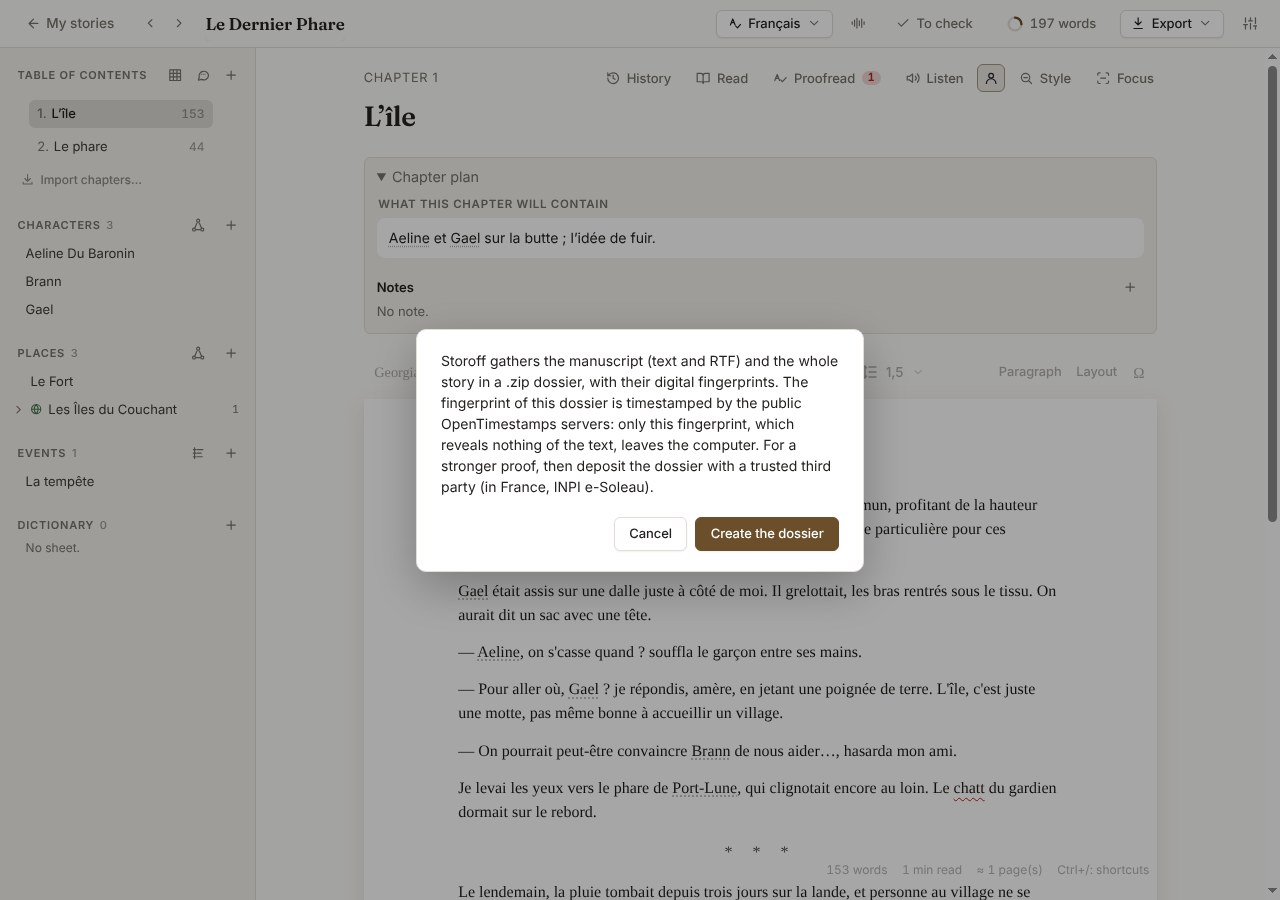 My stories
Le Dernier Phare
Français
To check
197 words
Export
TABLE OF CONTENTS
1. L’île 153
2. Le phare 44
Import chapters...
CHARACTERS 3
Aeline Du Baronin
Brann
Gael
PLACES 3
Le Fort
Les Îles du Couchant 1
EVENTS 1
La tempête
DICTIONARY 0
No sheet.
CHAPTER 1
History
Read
Proofread 1
Listen
Style
Focus
L’île
Chapter plan
WHAT THIS CHAPTER WILL CONTAIN
Aeline et Gael sur la butte ; l’idée de fuir.
Notes
No note.
Georgia
1,5
Paragraph
Layout
Ω
Storoff gathers the manuscript (text and RTF) and the whole
story in a .zip dossier, with their digital fingerprints. The
fingerprint of this dossier is timestamped by the public
OpenTimestamps servers: only this fingerprint, which
reveals nothing of the text, leaves the computer. For a
stronger proof, then deposit the dossier with a trusted third
party (in France, INPI e-Soleau).
Cancel
Create the dossier
profitant de la hauteur
particulière pour ces
Gael était assis sur une dalle juste à côté de moi. Il grelottait, les bras rentrés sous le tissu. On
aurait dit un sac avec une tête.
— Aeline, on s'casse quand ? souffla le garçon entre ses mains.
— Pour aller où, Gael ? je répondis, amère, en jetant une poignée de terre. L'île, c'est juste
une motte, pas même bonne à accueillir un village.
— On pourrait peut-être convaincre Brann de nous aider…, hasarda mon ami.
Je levai les yeux vers le phare de Port-Lune, qui clignotait encore au loin. Le chatt du gardien
dormait sur le rebord.
* * *
153 words
1 min read
≈ 1 page(s)
Ctrl+/: shortcuts
Le lendemain, la pluie tombait depuis trois jours sur la lande, et personne au village ne se